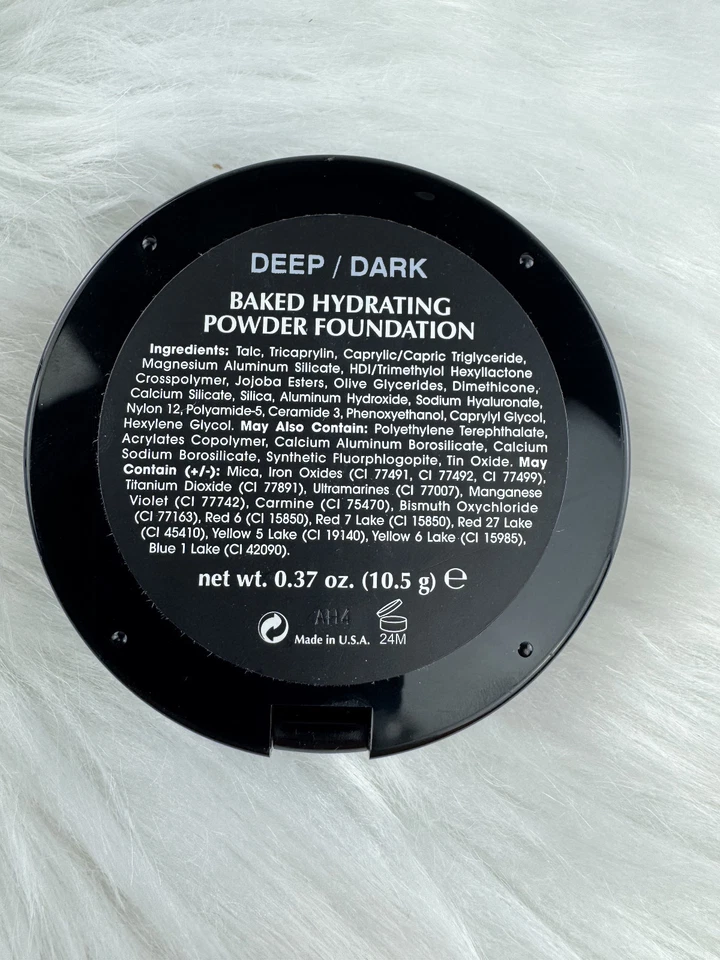 DEEP / DARK
BAKED HYDRATING
POWDER FOUNDATION
Ingredients: Talc, Tricaprylin, Caprylic/Capric Triglyceride,
Magnesium Aluminum Silicate, HDI/Trimethylol Hexyllactone
Crosspolymer, Jojoba Esters, Olive Glycerides, Dimethicone,
Calcium Silicate, Silica, Aluminum Hydroxide, Sodium Hyaluronate,
Nylon 12, Polyamide-5, Ceramide 3, Phenoxyethanol, Caprylyl Glycol,
Hexylene Glycol. May Also Contain: Polyethylene Terephthalate,
Acrylates Copolymer, Calcium Aluminum Borosilicate, Calcium
Sodium Borosilicate, Synthetic Fluorphlogopite, Tin Oxide. May
Contain (+/-): Mica, Iron Oxides (CI 77491, CI 77492, CI 77499),
Titanium Dioxide (CI 77891), Ultramarines (CI 77007), Manganese
Violet (CI 77742), Carmine (CI 75470), Bismuth Oxychloride
(CI 77163), Red 6 (CI 15850), Red 7 Lake (CI 15850), Red 27 Lake
(CI 45410), Yellow 5 Lake (CI 19140), Yellow 6 Lake (CI 15985),
Blue 1 Lake (CI 42090).
net wt. 0.37 oz. (10.5 g) ℮
AH4
Made in U.S.A. 24M